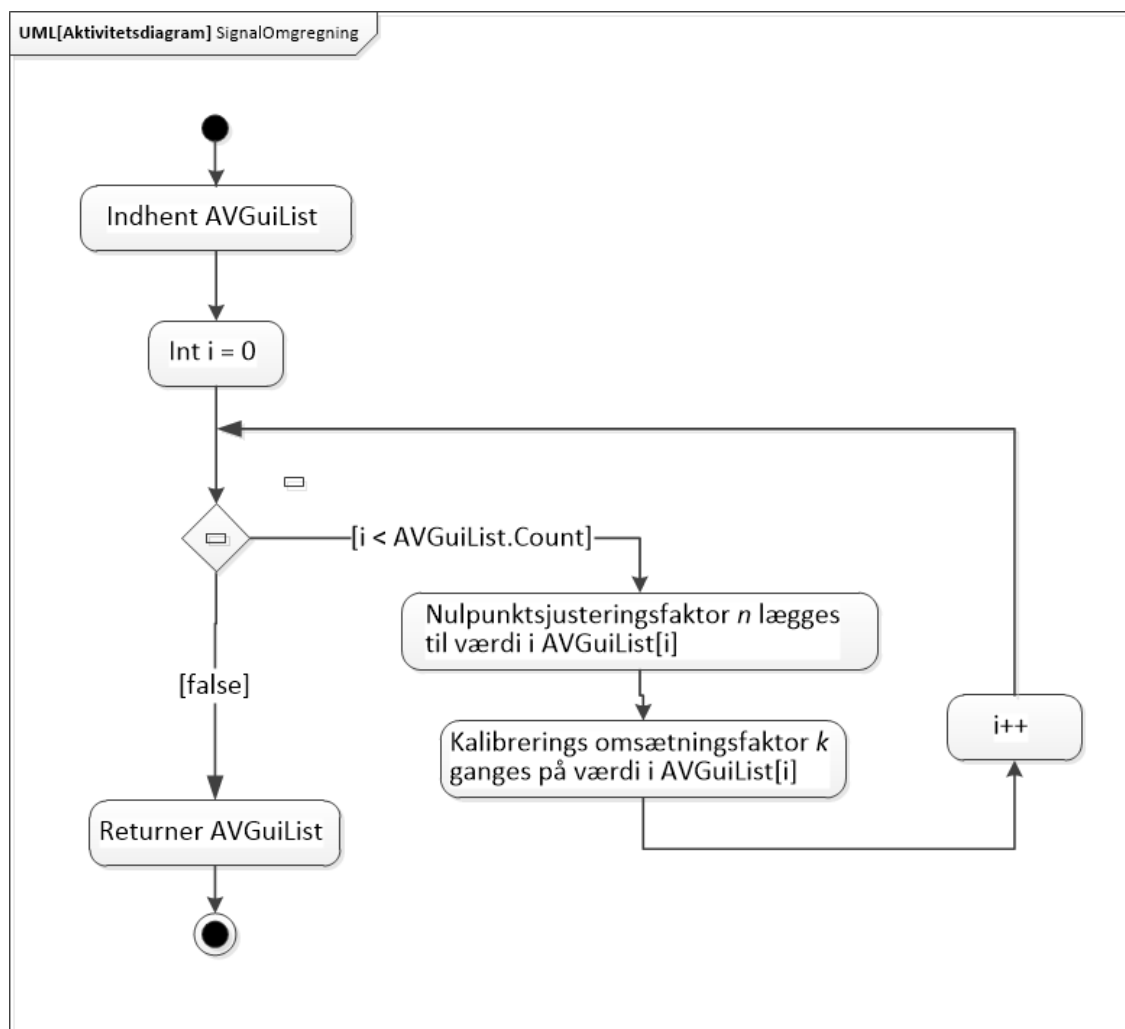 UML[Aktivitetsdiagram] SignalOmgregning
Indhent AVGuiList
Int i = 0
[i < AVGuiList.Count]
Nulpunktsjusteringsfaktor n lægges
til værdi i AVGuiList[i]
[false]
Kalibrerings omsætningsfaktor k
ganges på værdi i AVGuiList[i]
i++
Returner AVGuiList